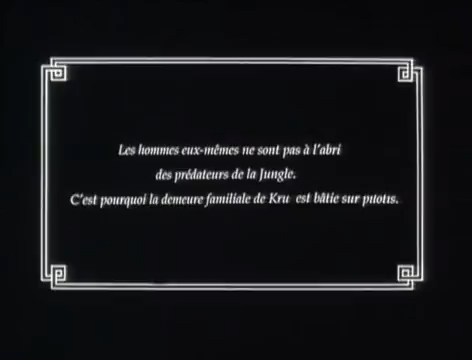 Les hommes eux-mêmes ne sont pas à l'abri
des prédateurs de la Jungle.
C'est pourquoi la demeure familiale de Kru est bâtie sur pilotis.